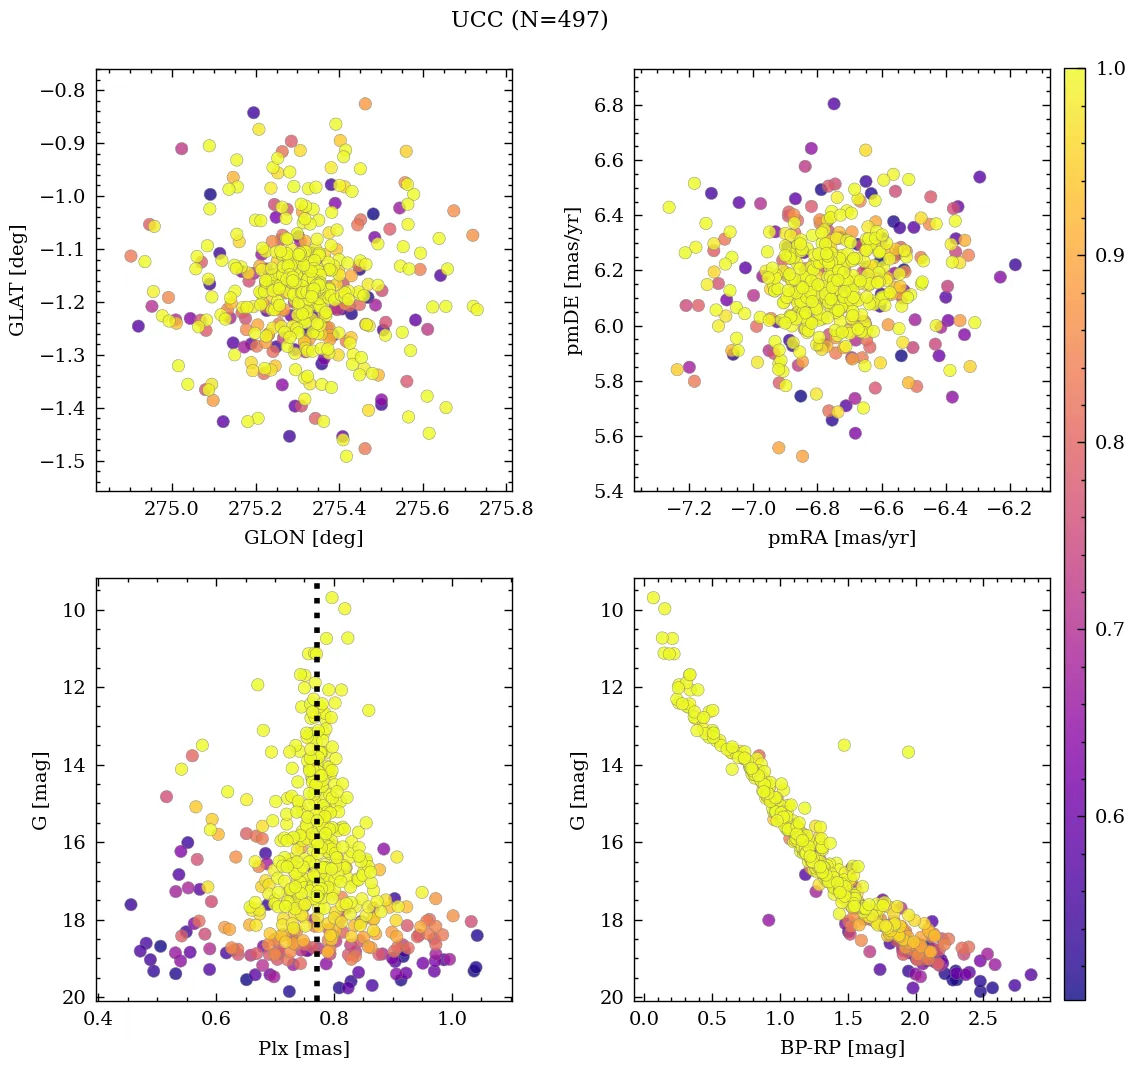 UCC (N=497)
−0.8
−0.9
−1.0
−1.1
−1.2
−1.3
−1.4
−1.5
GLAT [deg]
275.0 275.2 275.4 275.6 275.8
GLON [deg]
6.8
6.6
6.4
6.2
6.0
5.8
5.6
5.4
pmDE [mas/yr]
−7.2 −7.0 −6.8 −6.6 −6.4 −6.2
pmRA [mas/yr]
1.0
0.9
0.8
0.7
0.6
10
12
14
16
18
20
G [mag]
0.4 0.6 0.8 1.0
Plx [mas]
10
12
14
16
18
20
G [mag]
0.0 0.5 1.0 1.5 2.0 2.5
BP-RP [mag]